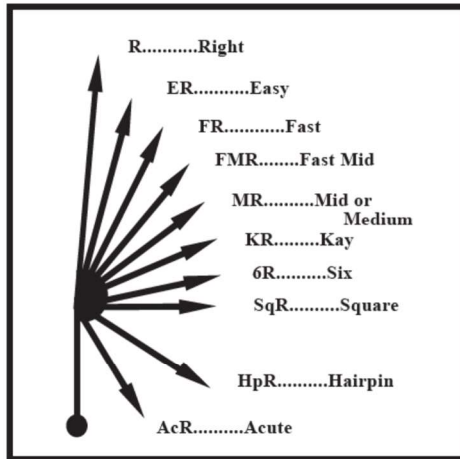 R...........Right
ER...........Easy
FR............Fast
FMR........Fast Mid
MR..........Mid or
Medium
KR.........Kay
6R..........Six
SqR..........Square
HpR..........Hairpin
AcR..........Acute